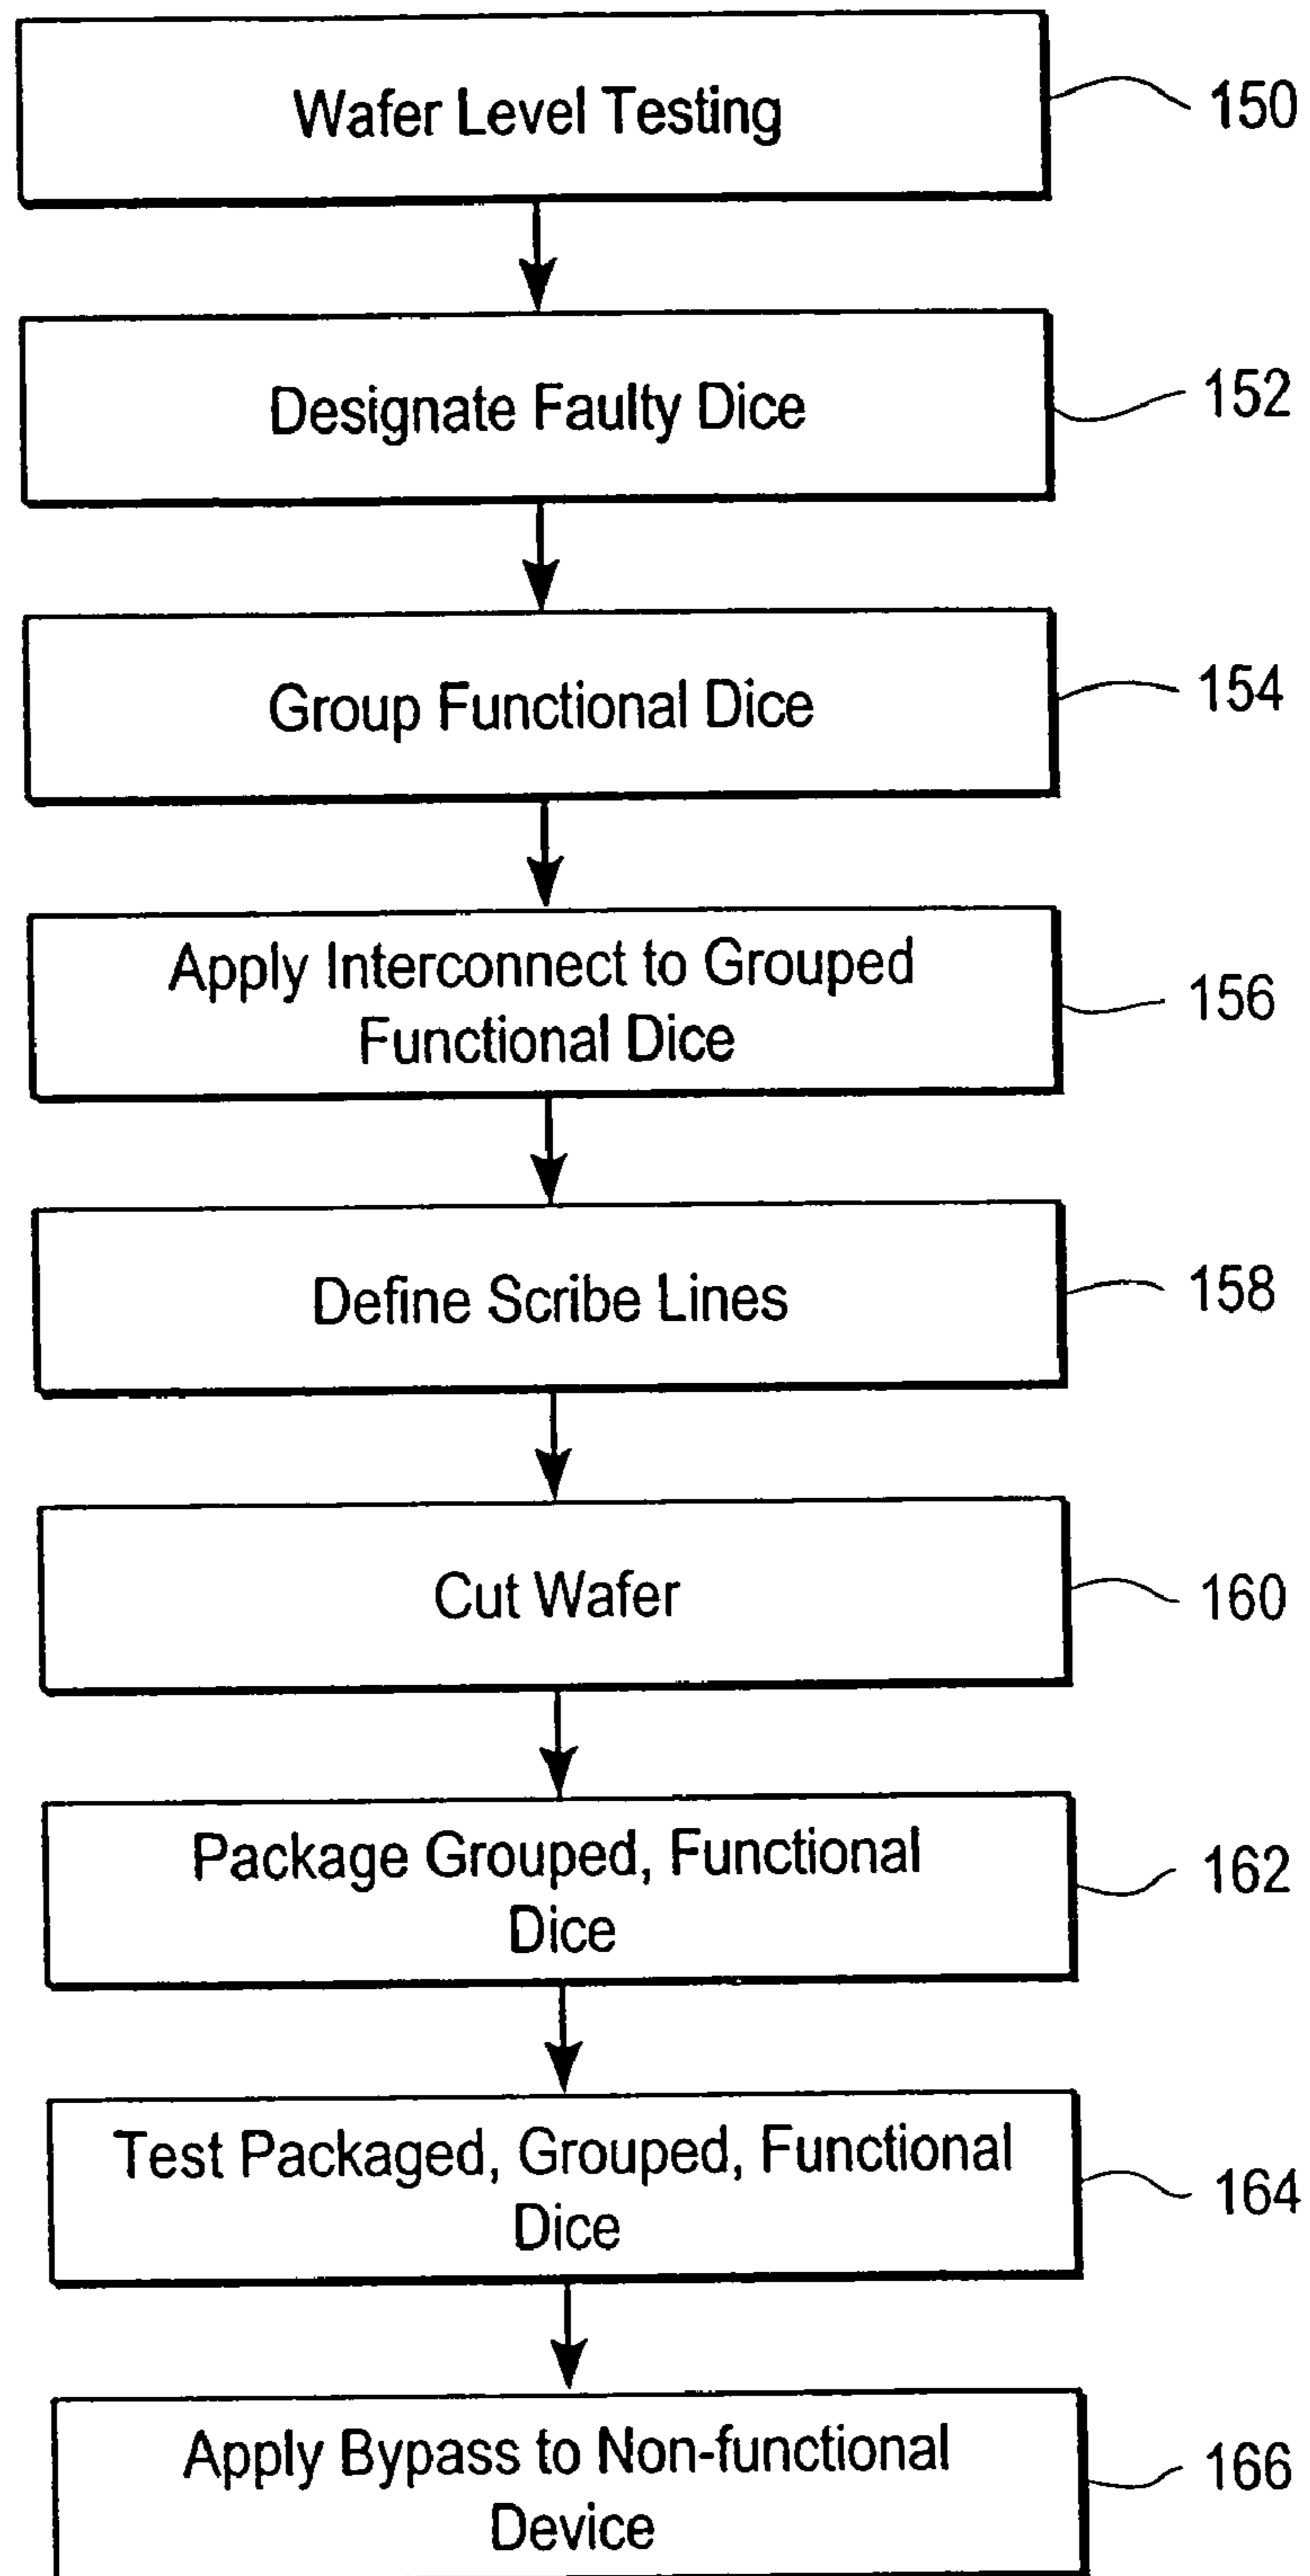 Wafer Level Testing
150
Designate Faulty Dice
152
Group Functional Dice
154
Apply Interconnect to Grouped
Functional Dice
156
Define Scribe Lines
158
Cut Wafer
160
Package Grouped, Functional
Dice
162
Test Packaged, Grouped, Functional
Dice
164
Apply Bypass to Non-functional
Device
166